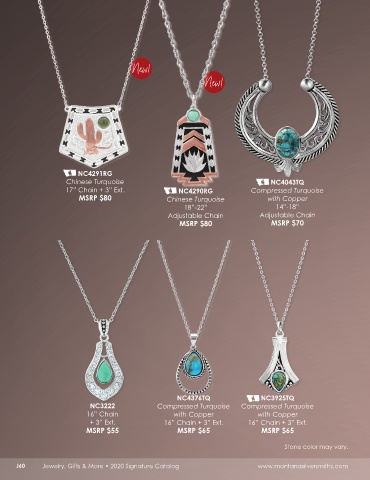 New!
New!
NC4291RG
Chinese Turquoise
17" Chain + 3" Ext.
MSRP $80
NC4290RG
Chinese Turquoise
18"-22"
Adjustable Chain
MSRP $80
NC4043TQ
Compressed Turquoise
with Copper
14"-18"
Adjustable Chain
MSRP $70
NC3222
16" Chain
+ 3" Ext.
MSRP $55
NC4376TQ
Compressed Turquoise
with Copper
16" Chain + 3" Ext.
MSRP $65
NC3925TQ
Compressed Turquoise
with Copper
16" Chain + 3" Ext.
MSRP $65
Stone color may vary.
J60 Jewelry, Gifts & More • 2020 Signature Catalog www.montanasilversmiths.com